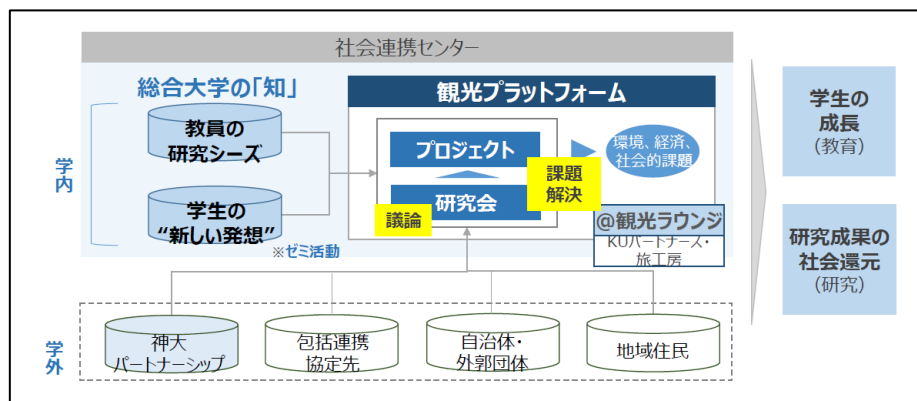 社会連携センター
総合大学の「知」
教員の
研究シーズ
学生の
“新しい発想”
※ゼミ活動
学内
観光プラットフォーム
プロジェクト
研究会
議論
課題
解決
環境、経済、
社会的課題
@観光ラウンジ
KUパートナーズ・
旅工房
学外
神大
パートナーシップ
包括連携
協定先
自治体・
外郭団体
地域住民
学生の
成長
(教育)
研究成果の
社会還元
(研究)